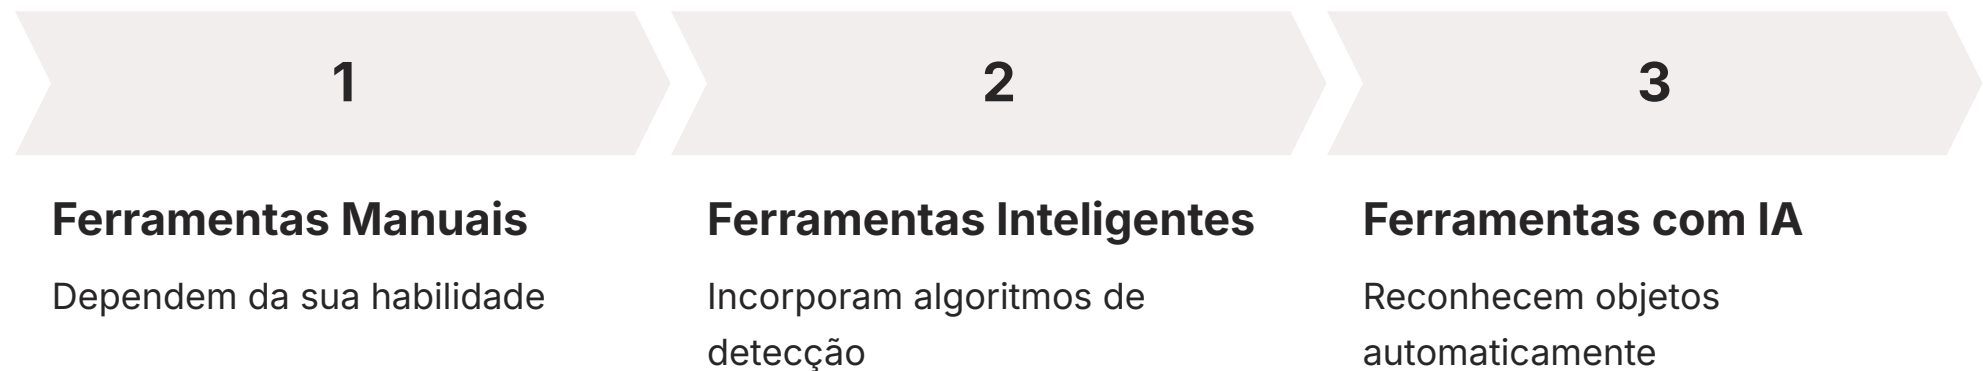 1
2
3
Ferramentas Manuais
Dependem da sua habilidade
Ferramentas Inteligentes
Incorporam algoritmos de
detecção
Ferramentas com IA
Reconhecem objetos
automaticamente